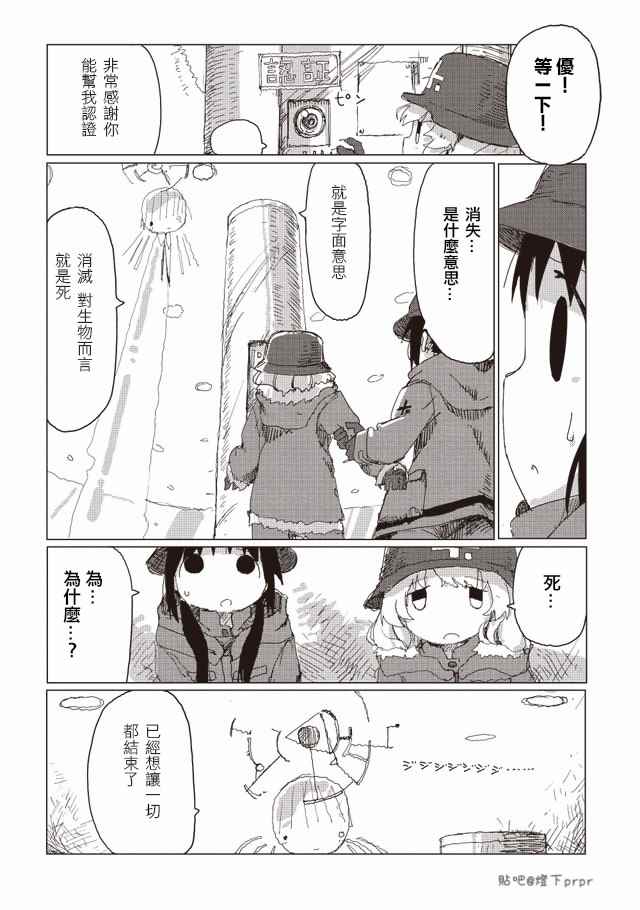 優！
等一下！
認証
ピン
非常感謝你
能幫我認證
消失…
是什麼意思…
就是字面意思
消滅 對生物而言
就是死
死…
為…
為什麼…？
ジジジジジジ
已經想讓一切
都結束了
貼吧@燈下prpr